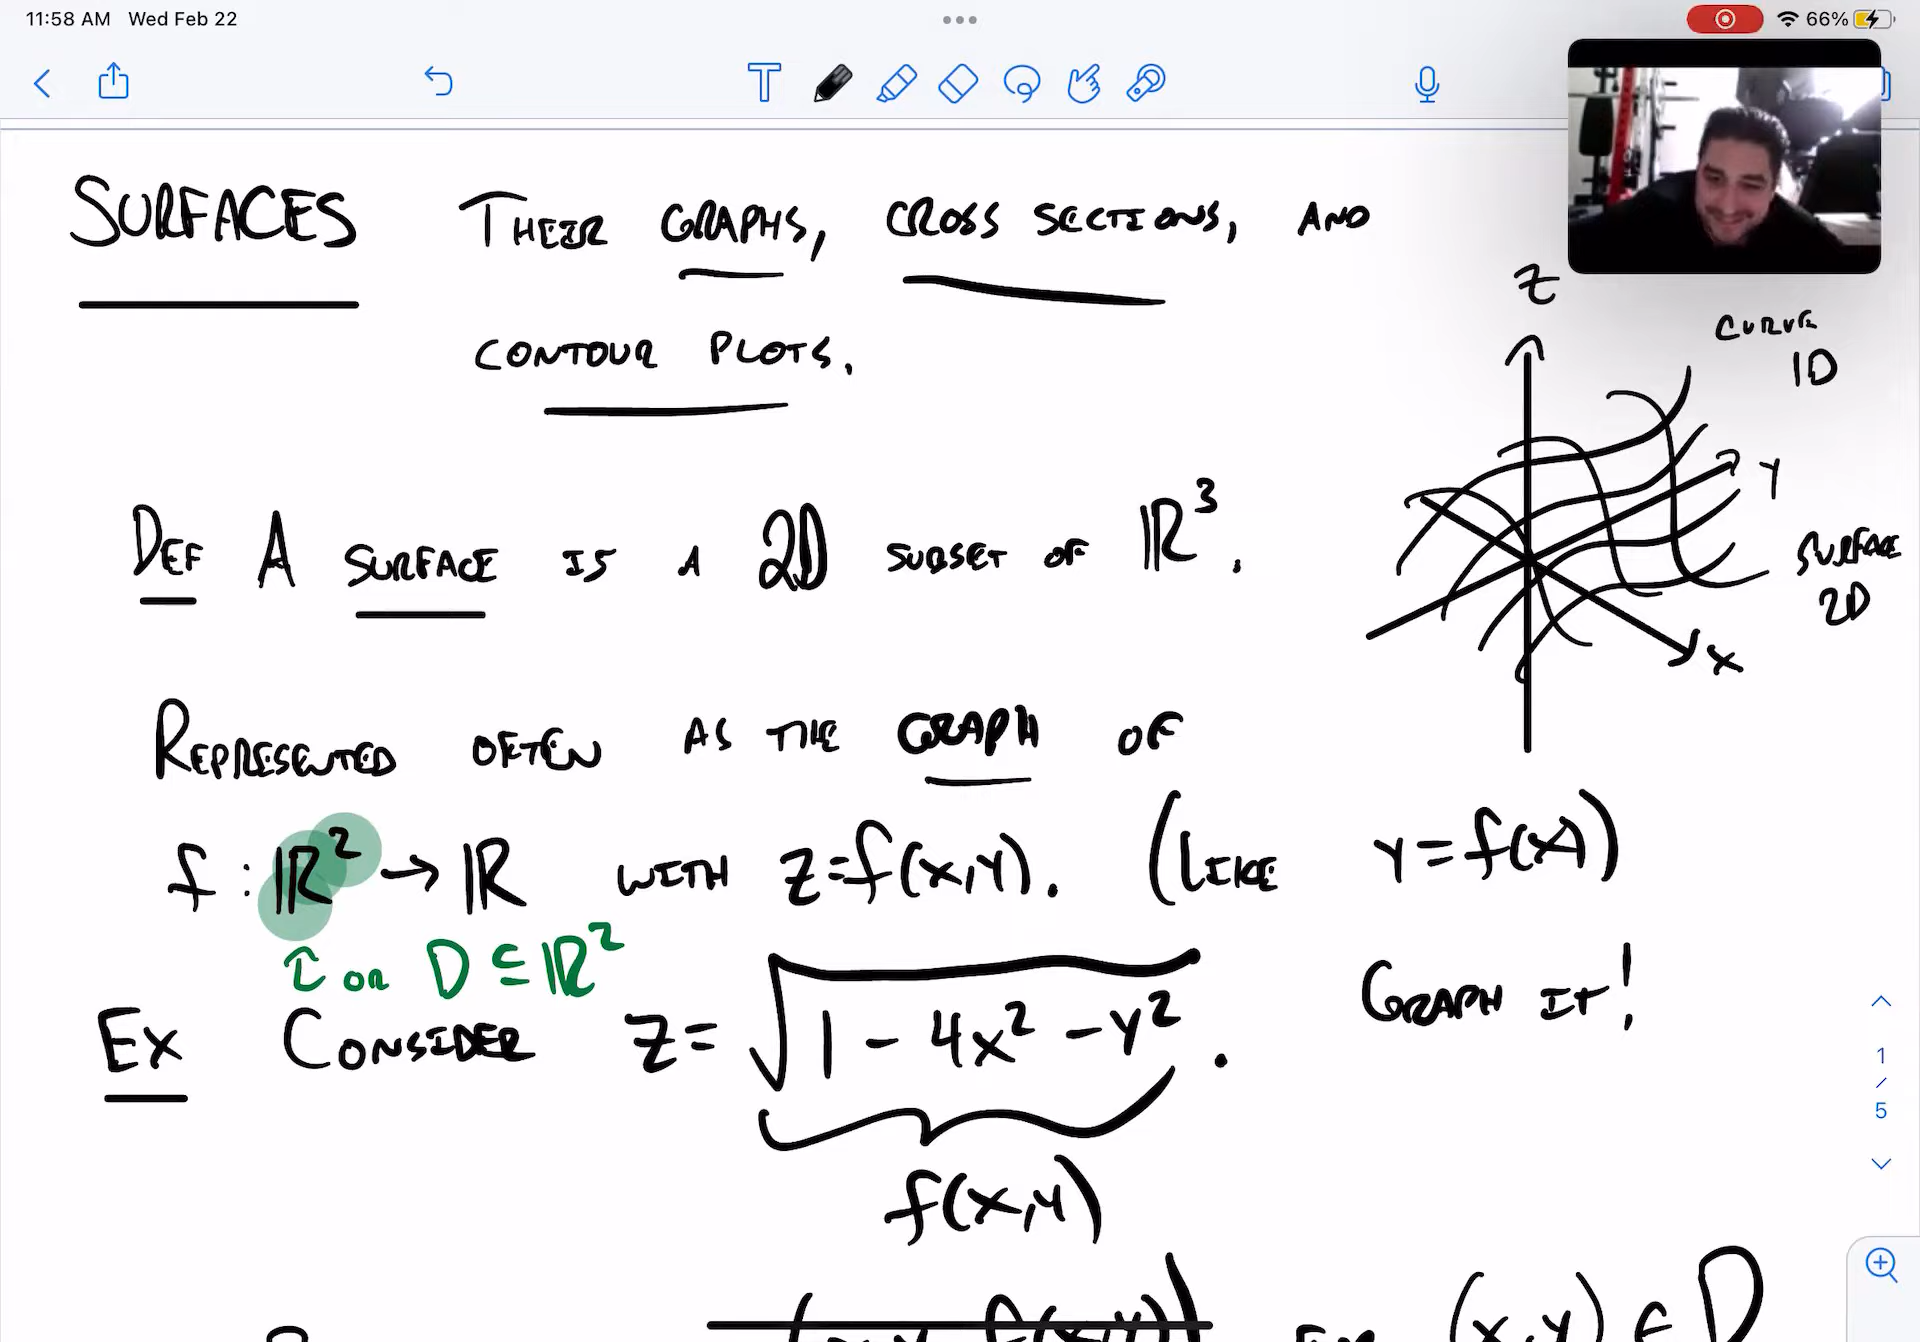 11:58 AM Wed Feb 22
66%
SURFACES THEIR GRAPHS, CROSS SECTIONS, AND
CONTOUR PLOTS.
Z
CURVE
1D
Y
SURFACE
2D
X
DEF A SURFACE IS A 2D SUBSET OF ℝ³.
REPRESENTED OFTEN AS THE GRAPH OF
f : ℝ² → ℝ WITH Z=f(X,Y). (LIKE Y=f(X))
↑ OR D ⊆ ℝ²
EX CONSIDER Z= √(1 - 4X² - Y²). GRAPH IT!
f(X,Y)
(X,Y) ∈ D
1
/
5